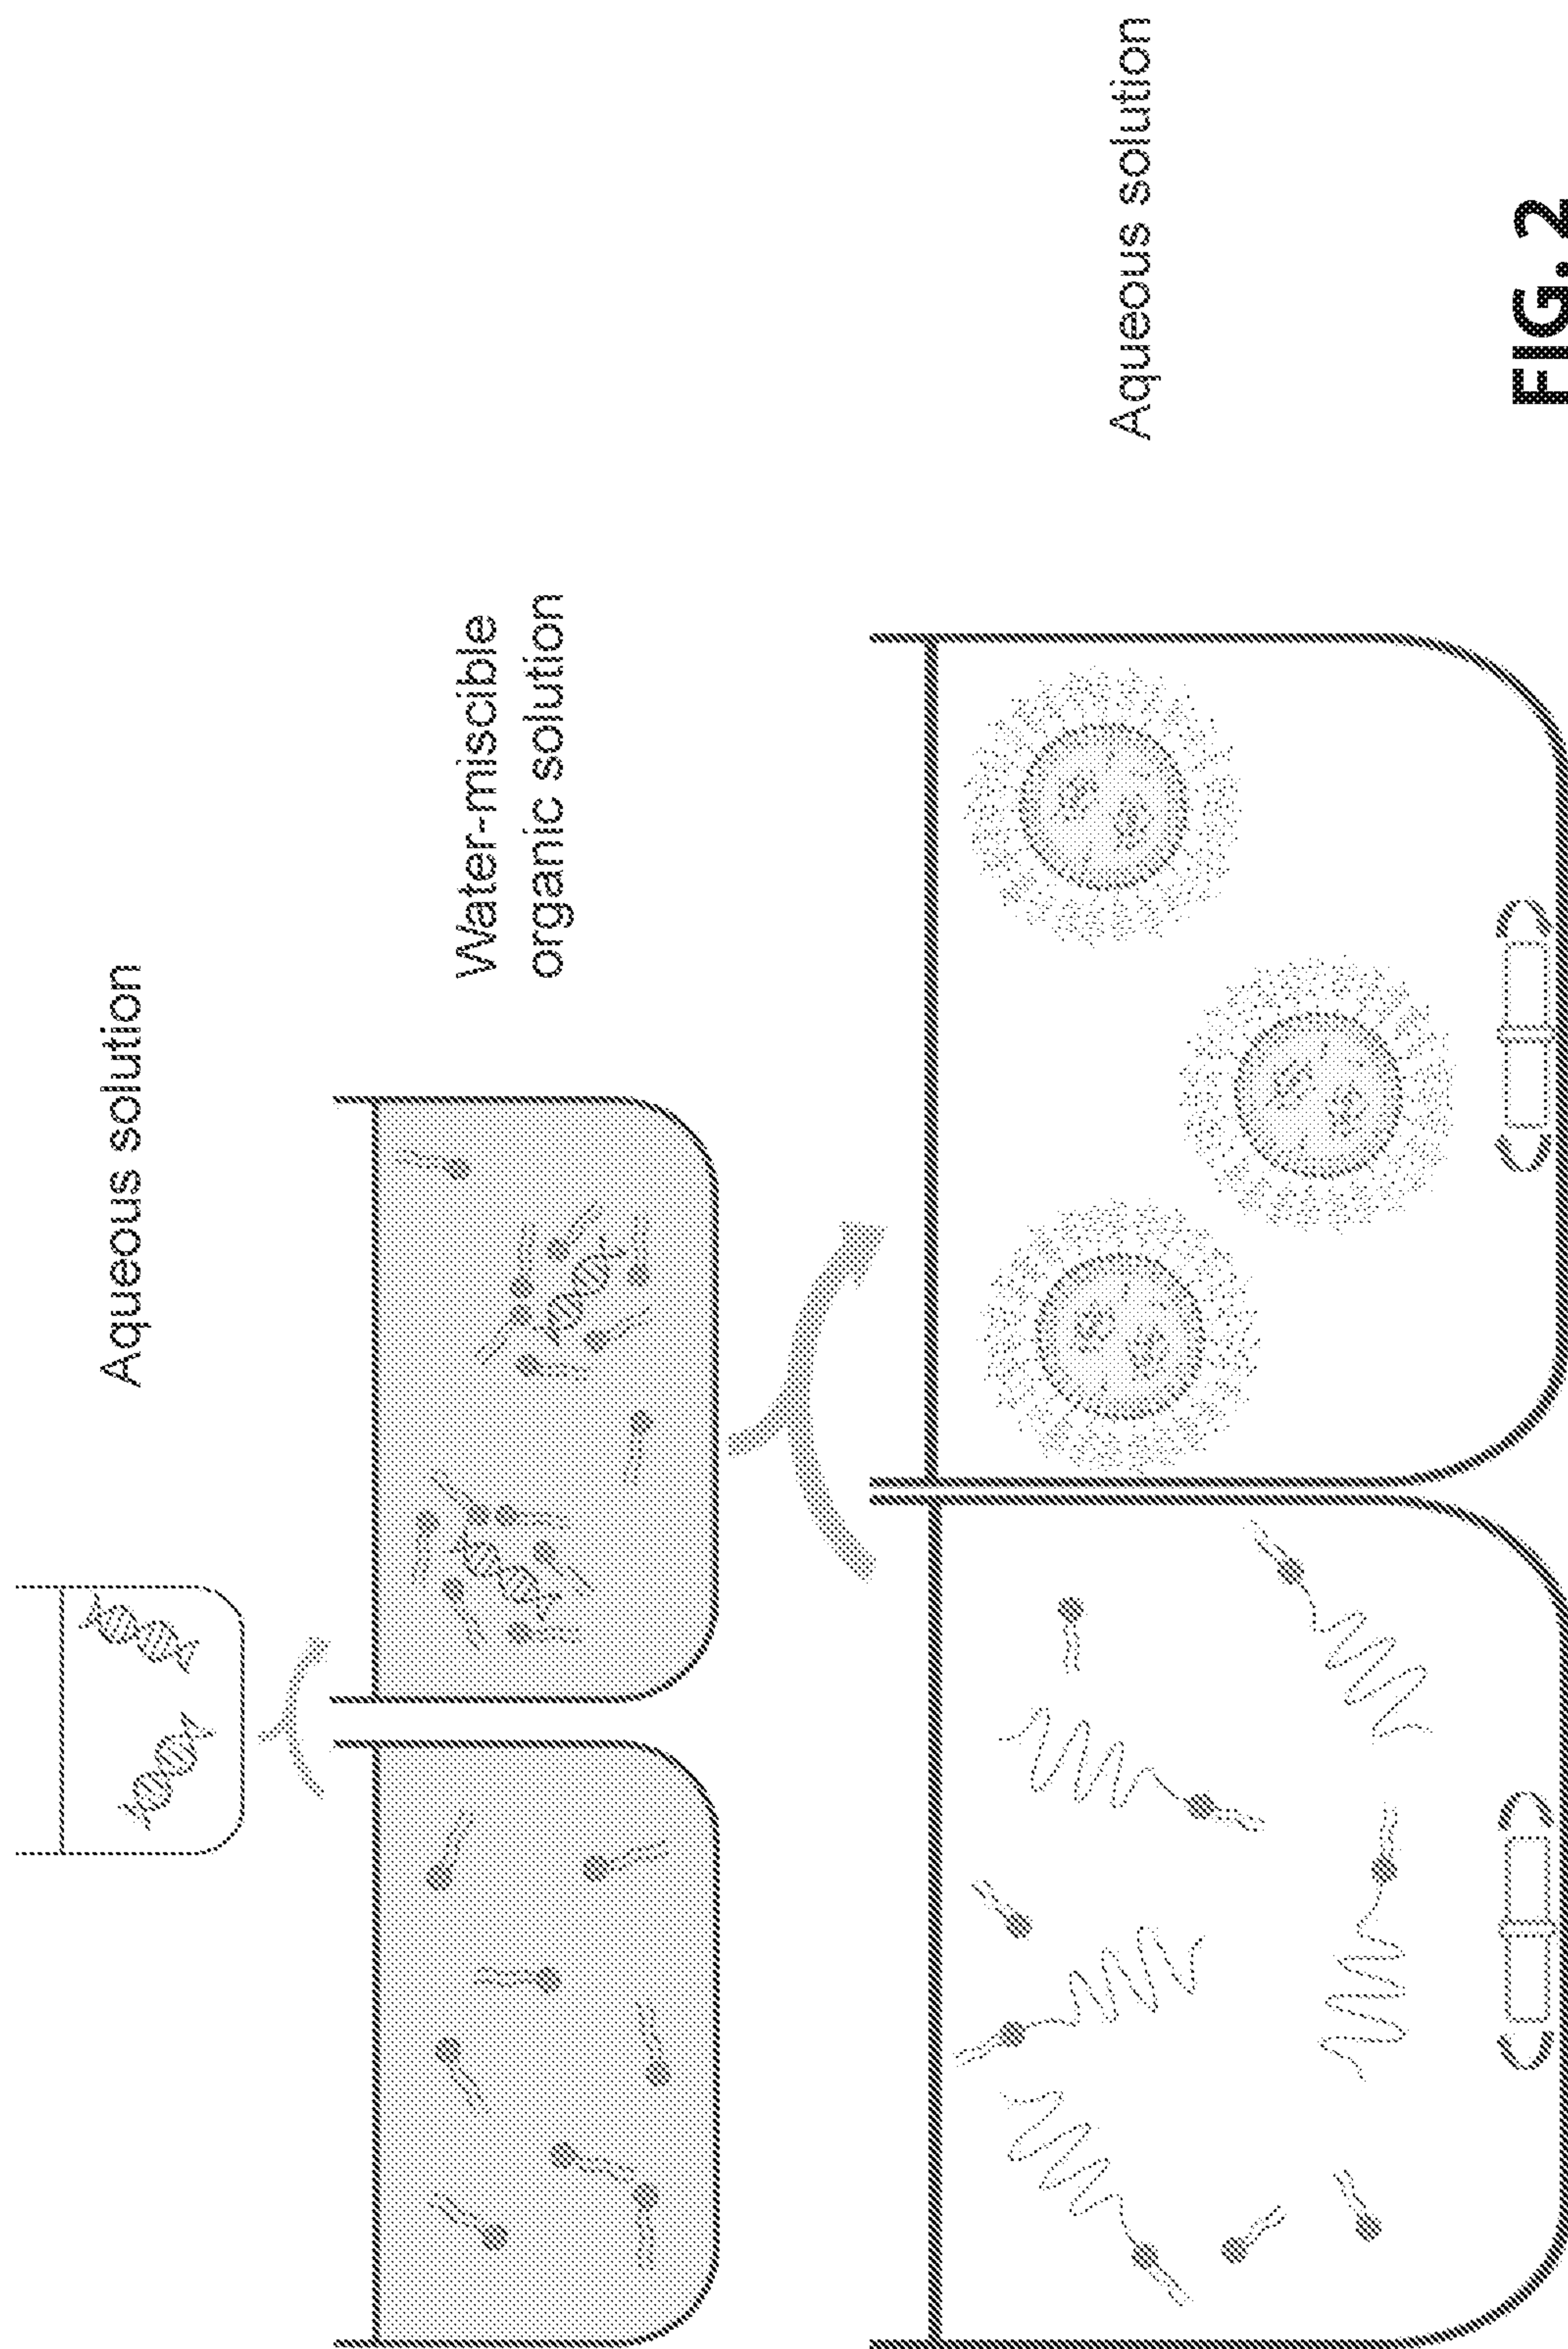 Aqueous solution
Water-miscible
organic solution
Aqueous solution
FIG. 2